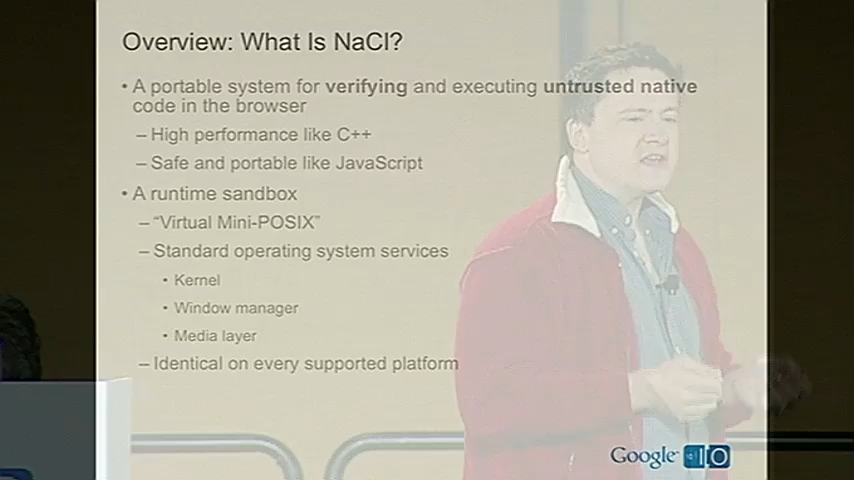 Overview: What Is NaCl?
• A portable system for verifying and executing untrusted native
code in the browser
– High performance like C++
– Safe and portable like JavaScript
• A runtime sandbox
– “Virtual Mini-POSIX”
– Standard operating system services
• Kernel
• Window manager
• Media layer
– Identical on every supported platform
Google IO